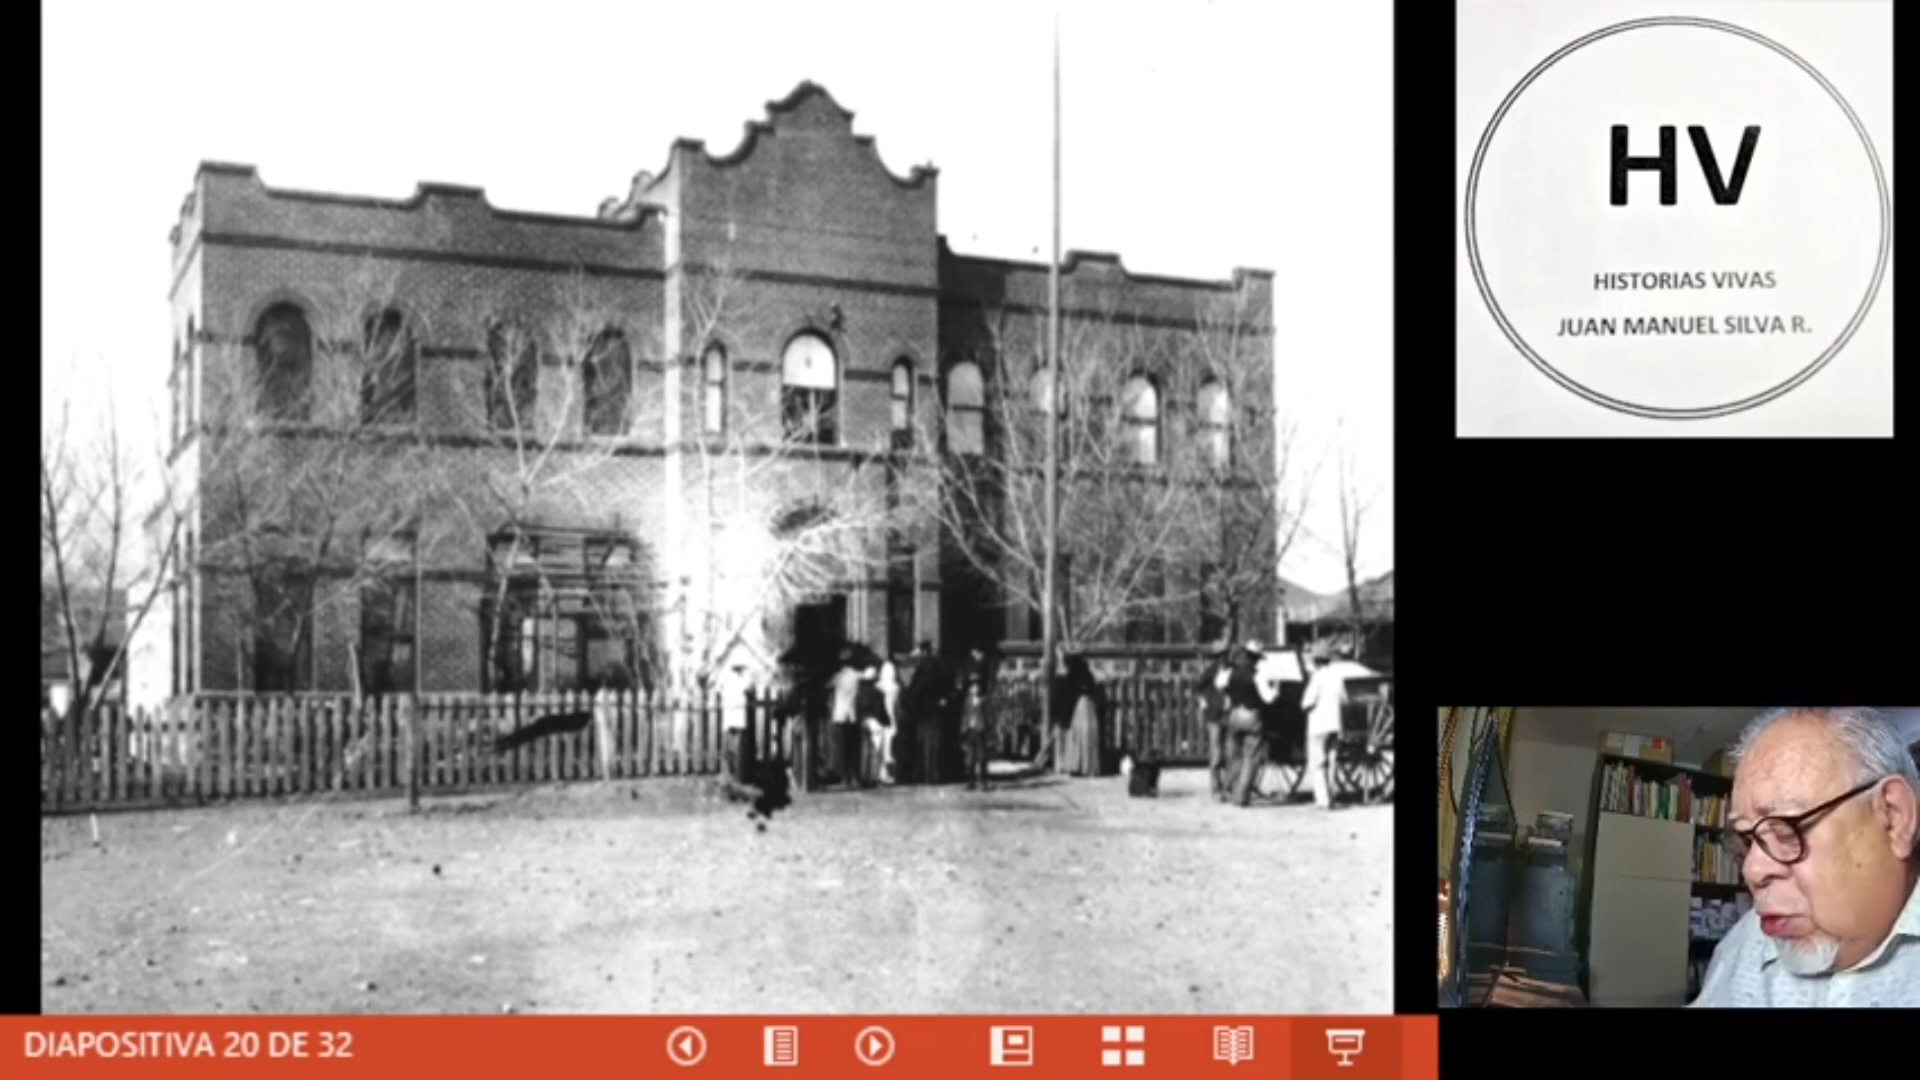 HV
HISTORIAS VIVAS
JUAN MANUEL SILVA R.
DIAPOSITIVA 20 DE 32